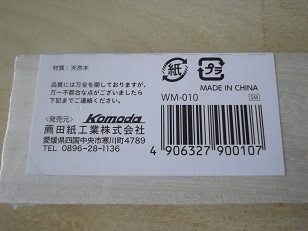 材質:天然木
品質には万全を期しておりますが、
万一不都合な点がございましたら
下記までご連絡ください。
〈発売元〉 Komoda
薦田紙工業株式会社
愛媛県四国中央市寒川町4789
TEL 0896-28-1136
紙
プラ
MADE IN CHINA
WM-010
SM
4 906327 900107